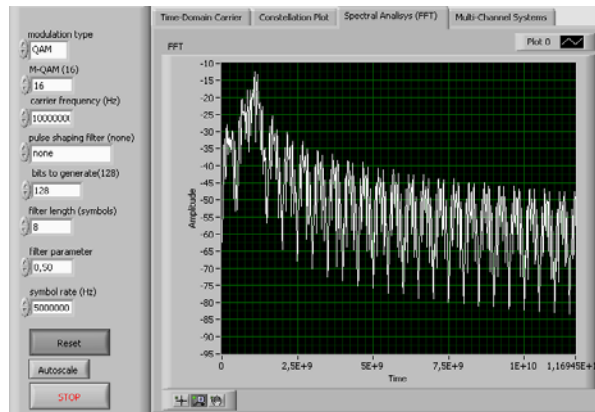 modulation type
QAM
M-QAM (16)
16
carrier frequency (Hz)
pulse shaping filter (none)
none
bits to generate(128)
128
filter length (symbols)
8
filter parameter
0,50
symbol rate (Hz)
5000000
Reset
Autoscale
STOP
Time-Domain Carrier
Constellation Plot
Spectral Analisys (FFT)
Multi-Channel Systems
FFT
Plot 0
Amplitude
-10
-15
-20
-25
-30
-35
-40
-45
-50
-55
-60
-65
-70
-75
-80
-85
-90
-95
0 2,5E+9 5E+9 7,5E+9 1E+10
Time